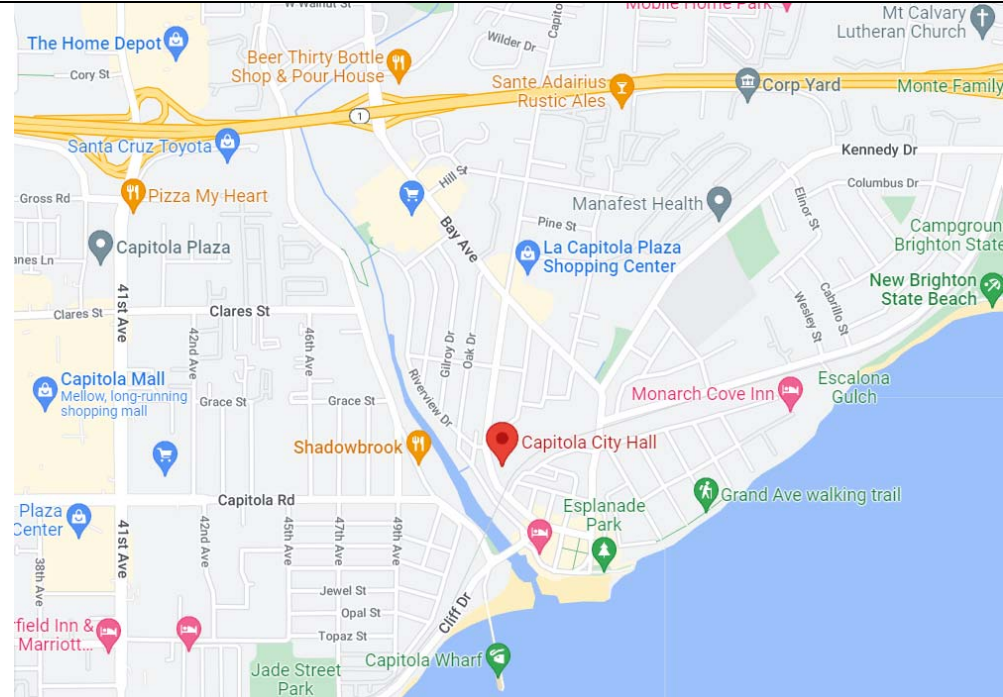 W Walnut St
Mobile Home Park
Capito
Mt Calvary
Lutheran Church
The Home Depot
Wilder Dr
Beer Thirty Bottle
Shop & Pour House
Cory St
Sante Adairius
Rustic Ales
Corp Yard
Monte Family
1
Santa Cruz Toyota
Kennedy Dr
Hill St
Columbus Dr
Gross Rd
Pizza My Heart
Manafest Health
Elinor St
Pine St
Bay Ave
Campgroun
Brighton State
Capitola Plaza
La Capitola Plaza
Shopping Center
anes Ln
New Brighton
State Beach
41st Ave
Cabrillo St
Wesley St
Clares St
Clares St
42nd Ave
46th Ave
Gilroy Dr
Oak Dr
Capitola Mall
Mellow, long-running
shopping mall
Riverview Dr
Escalona
Gulch
Monarch Cove Inn
Grace St
Grace St
Shadowbrook
Capitola City Hall
Capitola Rd
Grand Ave walking trail
Esplanade
Park
Plaza
Center
41st Ave
42nd Ave
45th Ave
47th Ave
49th Ave
38th Ave
Jewel St
Opal St
Cliff Dr
rfield Inn &
Marriott...
Topaz St
Capitola Wharf
Jade Street
Park